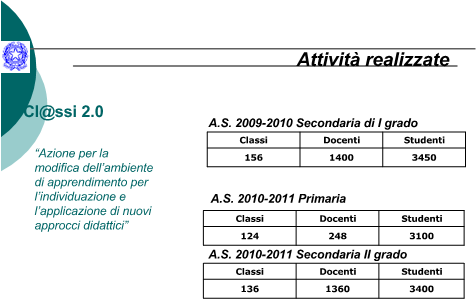 Attività realizzate
Cl@ssi 2.0
“Azione per la
modifica dell’ambiente
di apprendimento per
l’individuazione e
l’applicazione di nuovi
approcci didattici”
A.S. 2009-2010 Secondaria di I grado
Classi Docenti Studenti
156 1400 3450
A.S. 2010-2011 Primaria
Classi Docenti Studenti
124 248 3100
A.S. 2010-2011 Secondaria II grado
Classi Docenti Studenti
136 1360 3400